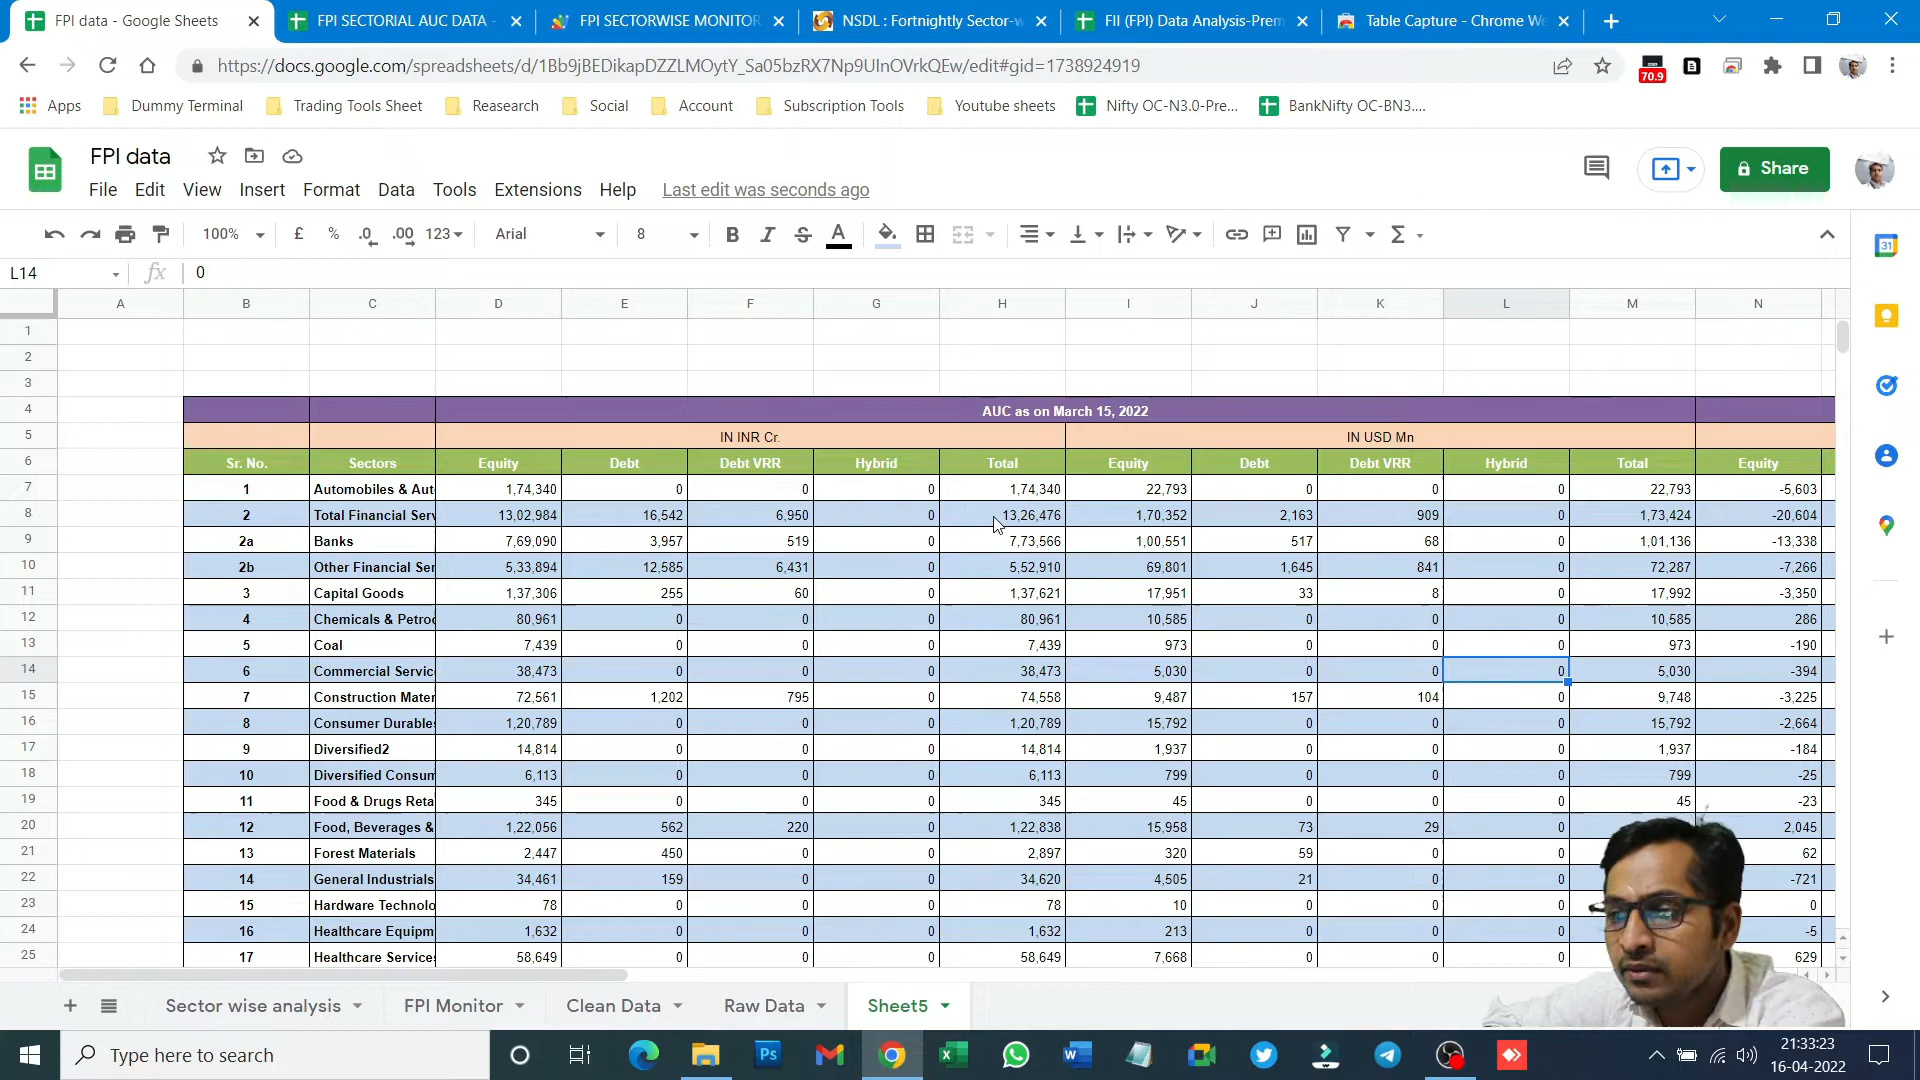 FPI data - Google Sheets
FPI SECTORIAL AUC DATA -
FPI SECTORWISE MONITOR
NSDL : Fortnightly Sector-w
FII (FPI) Data Analysis-Prem
Table Capture - Chrome We
https://docs.google.com/spreadsheets/d/1Bb9jBEDikapDZZLMOytY_Sa05bzRX7Np9UInOVrkQEw/edit#gid=1738924919
70.9
Apps Dummy Terminal Trading Tools Sheet Reasearch Social Account Subscription Tools Youtube sheets Nifty OC-N3.0-Pre... BankNifty OC-BN3....
FPI data
File Edit View Insert Format Data Tools Extensions Help Last edit was seconds ago
Share
100% £ % .0 .00 123 Arial 8 B I S A Σ
31
L14 fx 0
A B C D E F G H I J K L M N
1
2
3
4 AUC as on March 15, 2022
5 IN INR Cr. IN USD Mn
6 Sr. No. Sectors Equity Debt Debt VRR Hybrid Total Equity Debt Debt VRR Hybrid Total Equity
7 1 Automobiles & Aut 1,74,340 0 0 0 1,74,340 22,793 0 0 0 22,793 -5,603
8 2 Total Financial Serv 13,02,984 16,542 6,950 0 13,26,476 1,70,352 2,163 909 0 1,73,424 -20,604
9 2a Banks 7,69,090 3,957 519 0 7,73,566 1,00,551 517 68 0 1,01,136 -13,338
10 2b Other Financial Ser 5,33,894 12,585 6,431 0 5,52,910 69,801 1,645 841 0 72,287 -7,266
11 3 Capital Goods 1,37,306 255 60 0 1,37,621 17,951 33 8 0 17,992 -3,350
12 4 Chemicals & Petroc 80,961 0 0 0 80,961 10,585 0 0 0 10,585 286
13 5 Coal 7,439 0 0 0 7,439 973 0 0 0 973 -190
14 6 Commercial Servic 38,473 0 0 0 38,473 5,030 0 0 0 5,030 -394
15 7 Construction Mater 72,561 1,202 795 0 74,558 9,487 157 104 0 9,748 -3,225
16 8 Consumer Durables 1,20,789 0 0 0 1,20,789 15,792 0 0 0 15,792 -2,664
17 9 Diversified2 14,814 0 0 0 14,814 1,937 0 0 0 1,937 -184
18 10 Diversified Consum 6,113 0 0 0 6,113 799 0 0 0 799 -25
19 11 Food & Drugs Reta 345 0 0 0 345 45 0 0 0 45 -23
20 12 Food, Beverages & 1,22,056 562 220 0 1,22,838 15,958 73 29 0 2,045
21 13 Forest Materials 2,447 450 0 0 2,897 320 59 0 0 62
22 14 General Industrials 34,461 159 0 0 34,620 4,505 21 0 0 -721
23 15 Hardware Technolo 78 0 0 0 78 10 0 0 0 0
24 16 Healthcare Equipm 1,632 0 0 0 1,632 213 0 0 0 -5
25 17 Healthcare Services 58,649 0 0 0 58,649 7,668 0 0 0 629
Sector wise analysis FPI Monitor Clean Data Raw Data Sheet5
Type here to search
Ps
21:33:23
16-04-2022